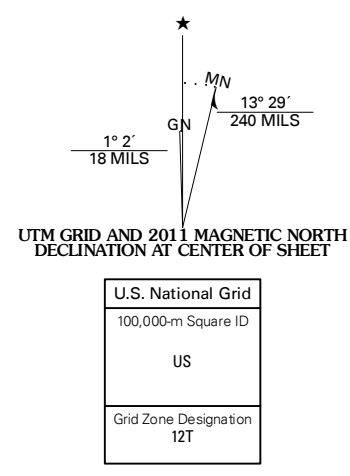 ★
MN
GN
13° 29´
240 MILS
1° 2´
18 MILS
UTM GRID AND 2011 MAGNETIC NORTH
DECLINATION AT CENTER OF SHEET
U.S. National Grid
100,000-m Square ID
US
Grid Zone Designation
12T